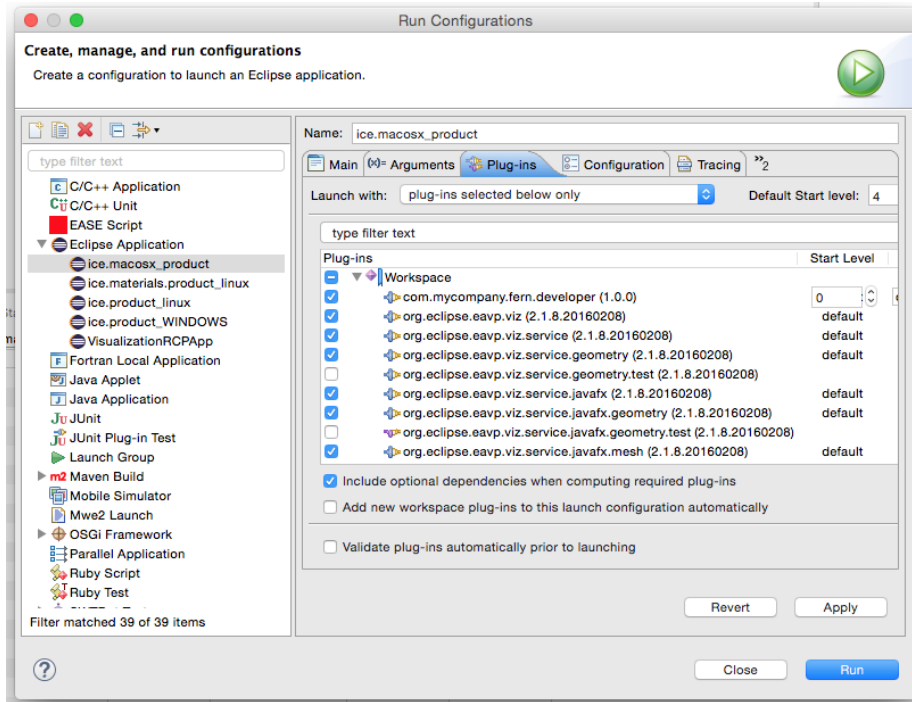 Run Configurations
Create, manage, and run configurations
Create a configuration to launch an Eclipse application.
type filter text
C/C++ Application
C/C++ Unit
EASE Script
Eclipse Application
ice.macosx_product
ice.materials.product_linux
ice.product_linux
ice.product_WINDOWS
VisualizationRCPApp
Fortran Local Application
Java Applet
Java Application
JUnit
JUnit Plug-in Test
Launch Group
Maven Build
Mobile Simulator
Mwe2 Launch
OSGi Framework
Parallel Application
Ruby Script
Ruby Test
Filter matched 39 of 39 items
Name: ice.macosx_product
Main (x)= Arguments Plug-ins Configuration Tracing »2
Launch with: plug-ins selected below only Default Start level: 4
type filter text
Plug-ins Start Level
Workspace
com.mycompany.fern.developer (1.0.0) 0
org.eclipse.eavp.viz (2.1.8.20160208) default
org.eclipse.eavp.viz.service (2.1.8.20160208) default
org.eclipse.eavp.viz.service.geometry (2.1.8.20160208) default
org.eclipse.eavp.viz.service.geometry.test (2.1.8.20160208)
org.eclipse.eavp.viz.service.javafx (2.1.8.20160208) default
org.eclipse.eavp.viz.service.javafx.geometry (2.1.8.20160208) default
org.eclipse.eavp.viz.service.javafx.geometry.test (2.1.8.20160208)
org.eclipse.eavp.viz.service.javafx.mesh (2.1.8.20160208) default
Include optional dependencies when computing required plug-ins
Add new workspace plug-ins to this launch configuration automatically
Validate plug-ins automatically prior to launching
Revert Apply
? Close Run